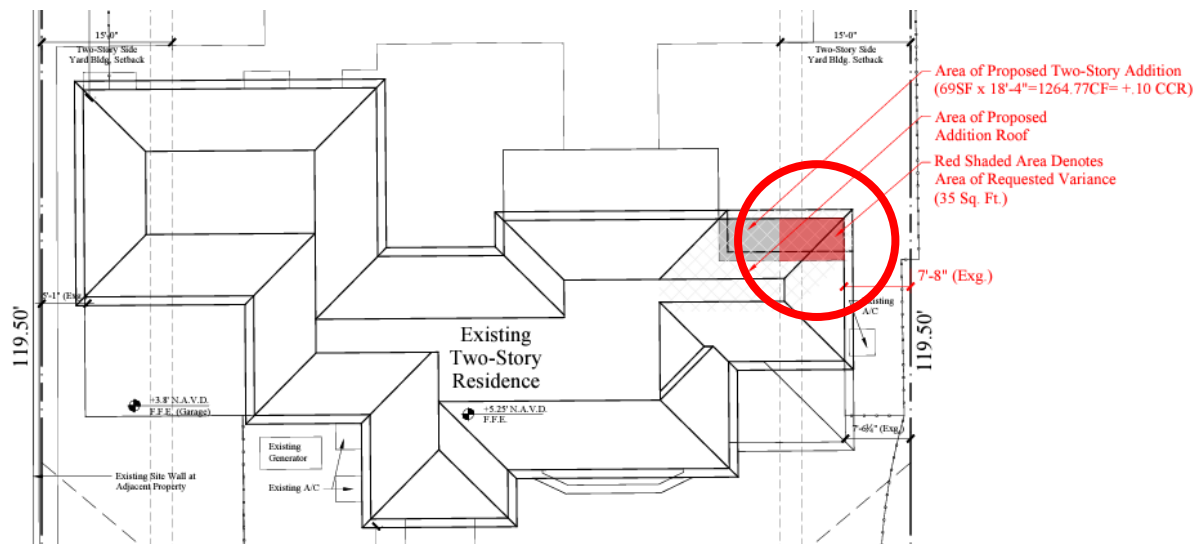 15'-0"
Two-Story Side
Yard Bldg. Setback
15'-0"
Two-Story Side
Yard Bldg. Setback
Area of Proposed Two-Story Addition
(69SF x 18'-4"=1264.77CF= +.10 CCR)
Area of Proposed
Addition Roof
Red Shaded Area Denotes
Area of Requested Variance
(35 Sq. Ft.)
7'-8" (Exg.)
5'-1" (Exg.)
Existing
A/C
119.50'
119.50'
Existing
Two-Story
Residence
+3.8' N.A.V.D.
F.F.E. (Garage)
+5.25' N.A.V.D.
F.F.E.
7'-6¾" (Exg.)
Existing
Generator
Existing A/C
Existing Site Wall at
Adjacent Property